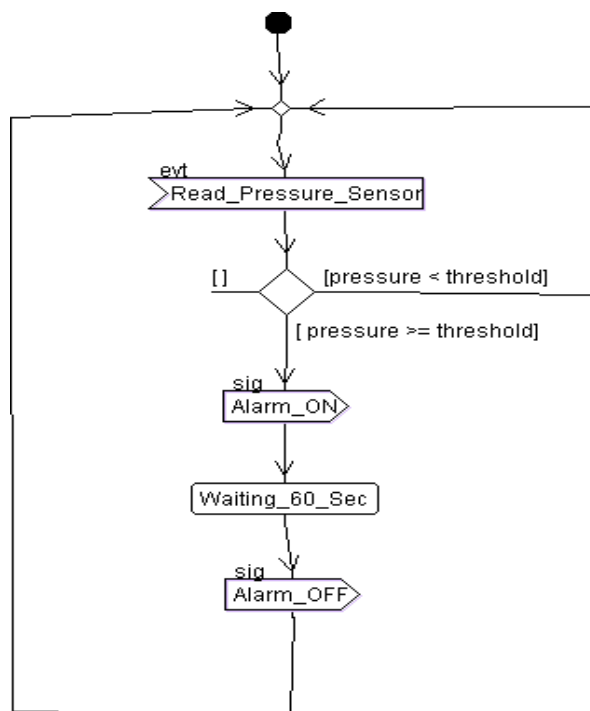 evt
Read_Pressure_Sensor
[ ]
[pressure < threshold]
[ pressure >= threshold]
sig
Alarm_ON
Waiting_60_Sec
sig
Alarm_OFF